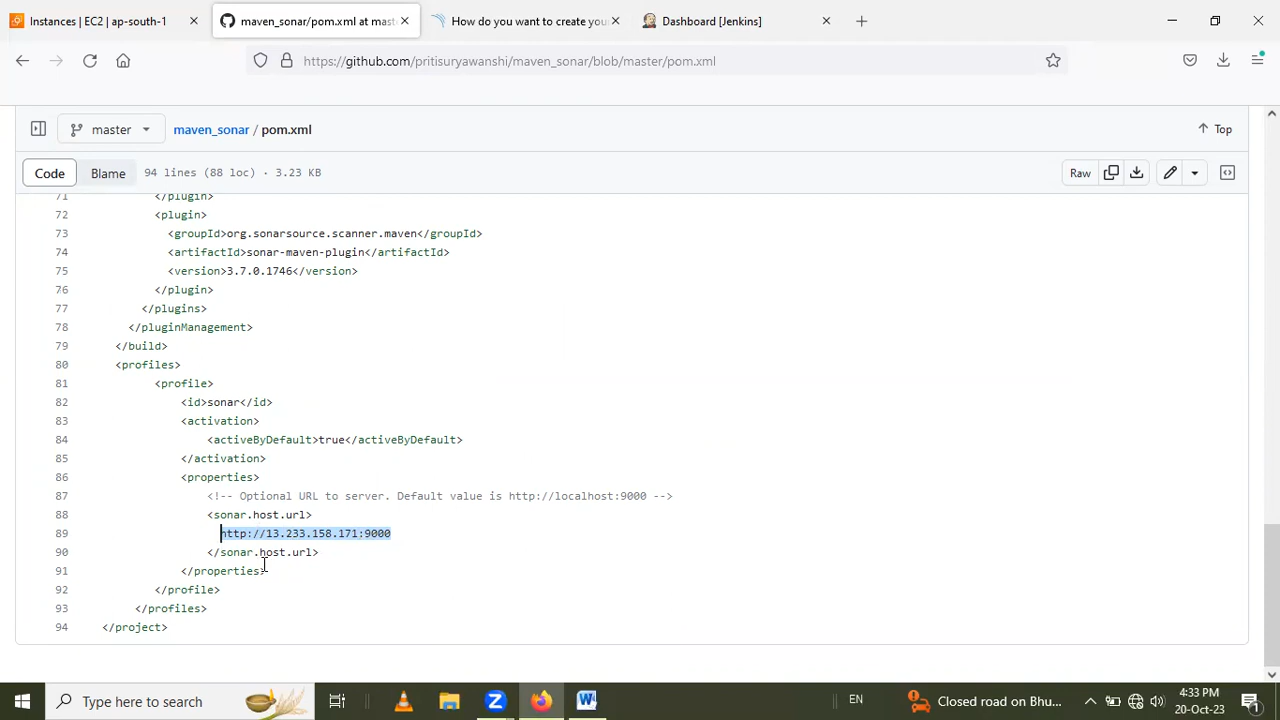 Instances | EC2 | ap-south-1
maven_sonar/pom.xml at mast
How do you want to create you
Dashboard [Jenkins]
https://github.com/pritisuryawanshi/maven_sonar/blob/master/pom.xml
master
maven_sonar / pom.xml
Top
Code
Blame
94 lines (88 loc) · 3.23 KB
Raw
71 </plugin>
72 <plugin>
73 <groupId>org.sonarsource.scanner.maven</groupId>
74 <artifactId>sonar-maven-plugin</artifactId>
75 <version>3.7.0.1746</version>
76 </plugin>
77 </plugins>
78 </pluginManagement>
79 </build>
80 <profiles>
81 <profile>
82 <id>sonar</id>
83 <activation>
84 <activeByDefault>true</activeByDefault>
85 </activation>
86 <properties>
87 <!-- Optional URL to server. Default value is http://localhost:9000 -->
88 <sonar.host.url>
89 http://13.233.158.171:9000
90 </sonar.host.url>
91 </properties>
92 </profile>
93 </profiles>
94 </project>
Type here to search
EN
Closed road on Bhu...
4:33 PM
20-Oct-23
1